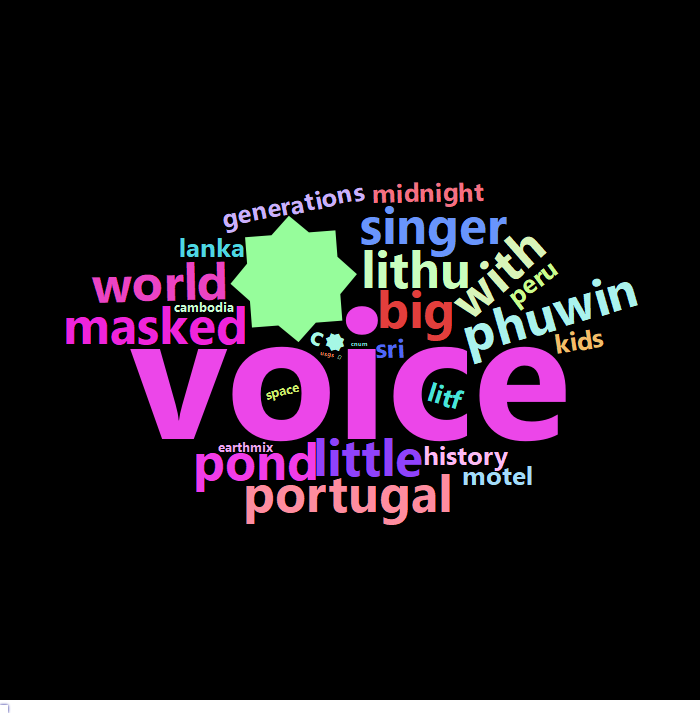 generations
midnight
singer
lanka
with
lithu
world
peru
phuwin
big
cambodia
masked
c
kids
sri
cnum
usgs
voice
space
litf
earthmix
pond
little
history
motel
portugal